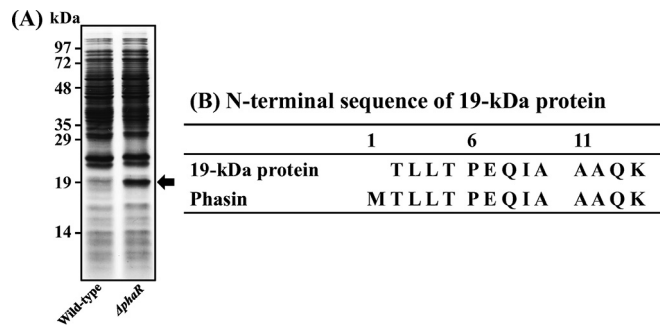 (A)
kDa
97
72
48
35
29
19
14
Wild-type
ΔphaR
(B) N-terminal sequence of 19-kDa protein
1 6 11
19-kDa protein T L L T P E Q I A A A Q K
Phasin M T L L T P E Q I A A A Q K